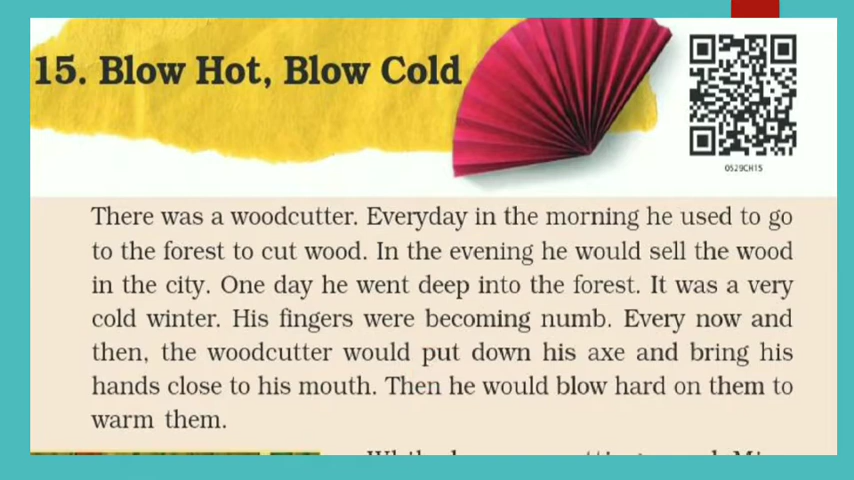 15. Blow Hot, Blow Cold
0529CH15
There was a woodcutter. Everyday in the morning he used to go
to the forest to cut wood. In the evening he would sell the wood
in the city. One day he went deep into the forest. It was a very
cold winter. His fingers were becoming numb. Every now and
then, the woodcutter would put down his axe and bring his
hands close to his mouth. Then he would blow hard on them to
warm them.